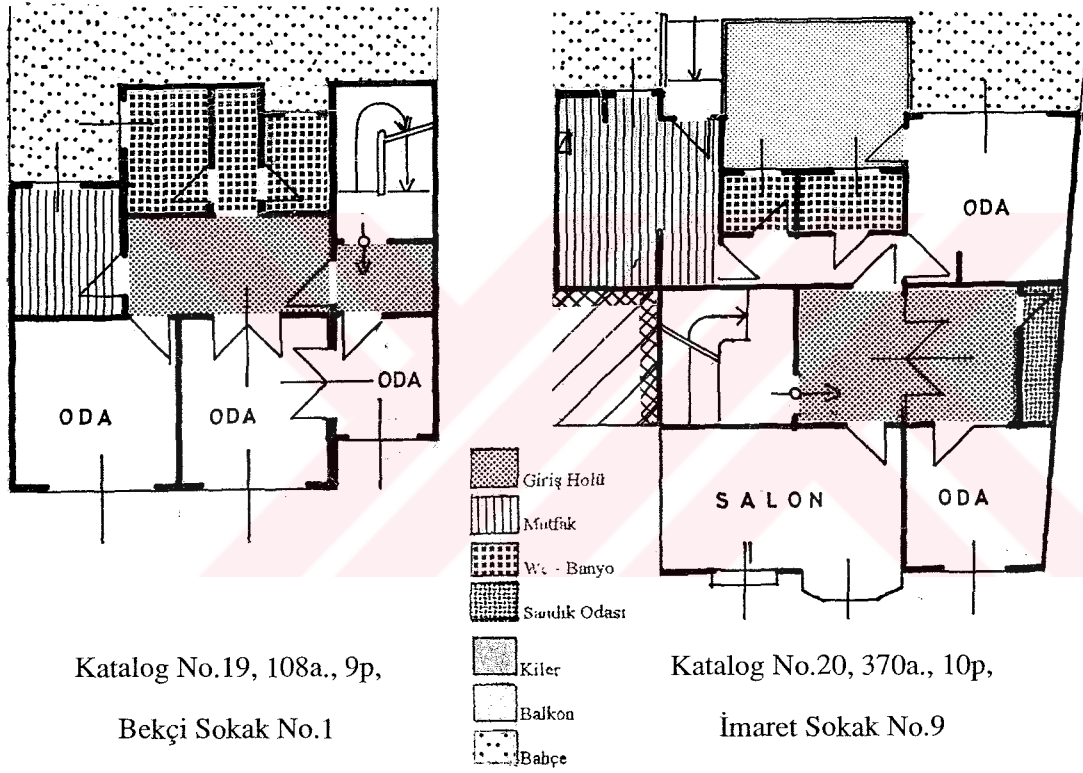 ODA
ODA
ODA
ODA
SALON
ODA
Giriş Holü
Mutfak
Wc - Banyo
Sandık Odası
Kiler
Balkon
Bahçe
Katalog No.19, 108a., 9p,
Bekçi Sokak No.1
Katalog No.20, 370a., 10p,
İmaret Sokak No.9